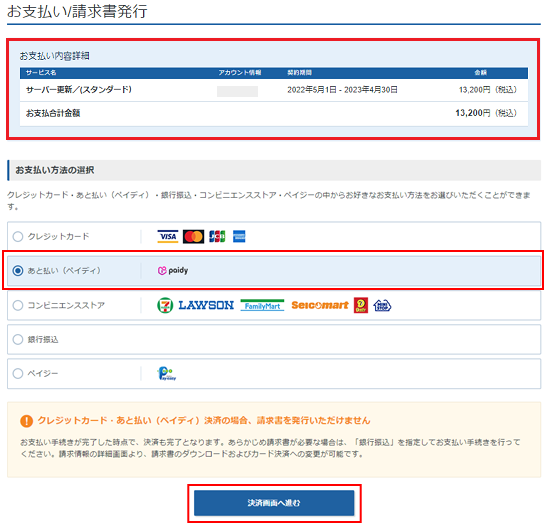 お支払い/請求書発行
お支払い内容詳細
サービス名 アカウント情報 契約期間 金額
サーバー更新／(スタンダード) 2022年5月1日 - 2023年4月30日 13,200円（税込）
お支払合計金額 13,200円（税込）
お支払い方法の選択
クレジットカード・あと払い（ペイディ）・銀行振込・コンビニエンスストア・ペイジーの中からお好きなお支払い方法をお選びいただくことができま
す。
クレジットカード VISA MasterCard JCB
あと払い（ペイディ） paidy
コンビニエンスストア 7 LAWSON FamilyMart Seicomart MINI STOP
銀行振込
ペイジー Pay-easy
クレジットカード・あと払い（ペイディ）決済の場合、請求書を発行いただけません
お支払い手続きが完了した時点で、決済も完了となります。あらかじめ請求書が必要な場合は、「銀行振込」を指定してお支払い手続きを行って
ください。請求情報の詳細画面より、請求書のダウンロードおよびカード決済への変更が可能です。
決済画面へ進む